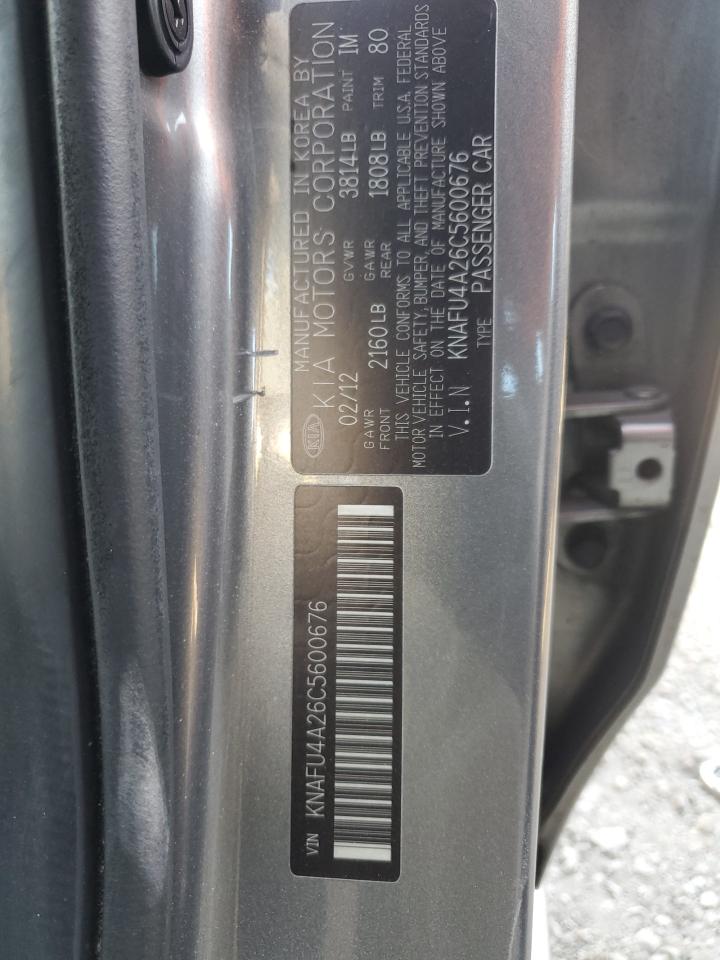 MANUFACTURED IN KOREA BY
KIA KIA MOTORS CORPORATION
02/12 GVWR 3814LB PAINT IM
GAWR FRONT 2160LB GAWR REAR 1808LB TRIM 80
THIS VEHICLE CONFORMS TO ALL APPLICABLE U.S.A. FEDERAL
MOTOR VEHICLE SAFETY, BUMPER, AND THEFT PREVENTION STANDARDS
IN EFFECT ON THE DATE OF MANUFACTURE SHOWN ABOVE
V.I.N KNAFU4A26C5600676
TYPE PASSENGER CAR
VIN KNAFU4A26C5600676